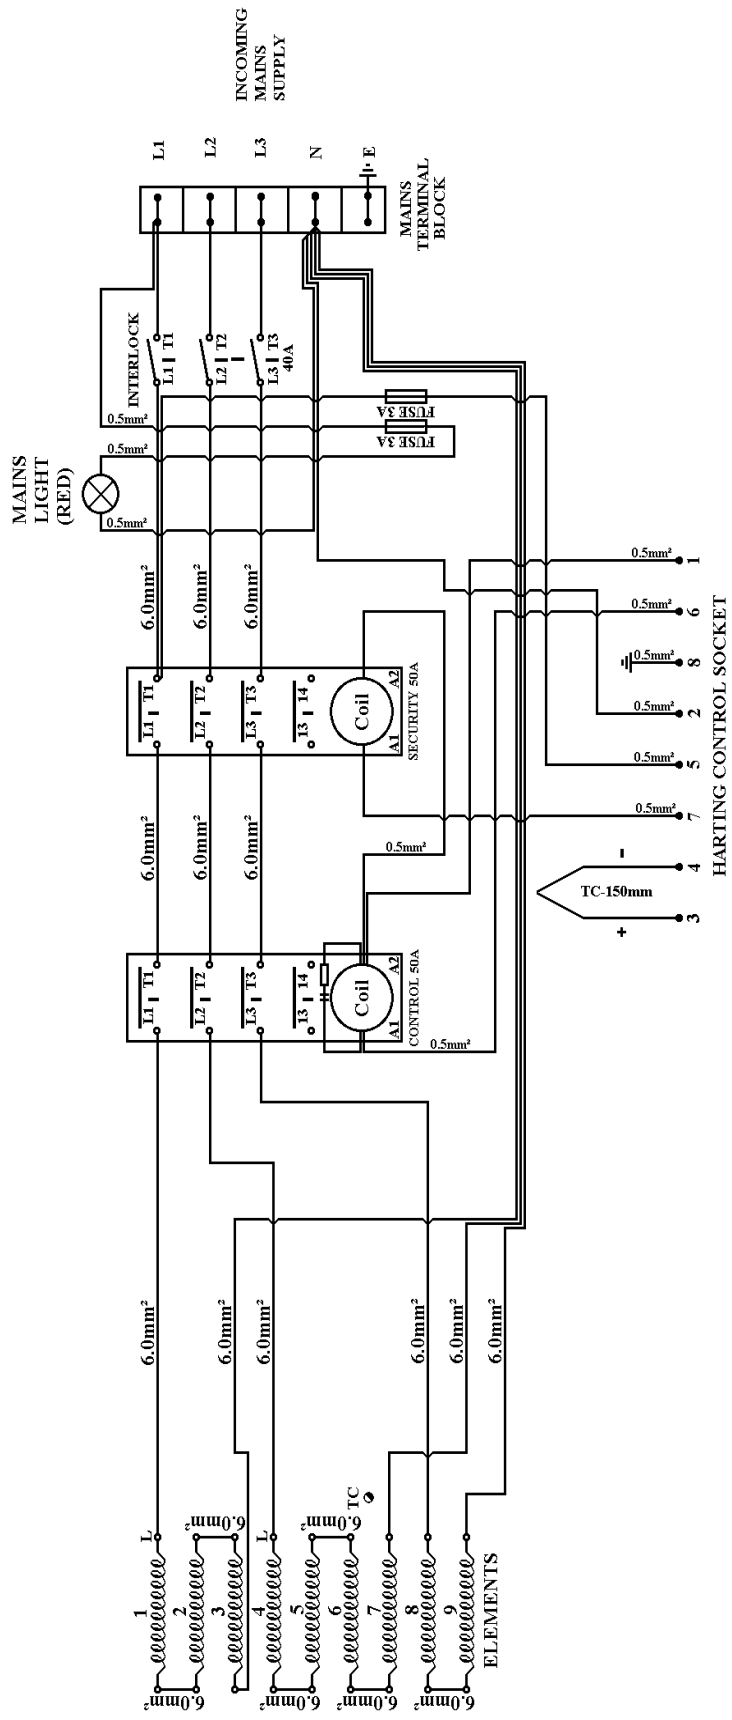 INCOMING
MAINS
SUPPLY
L1
L2
L3
N
E
MAINS
TERMINAL
BLOCK
INTERLOCK
L1 T1
L2 T2
L3 T3
40A
FUSE 3A
FUSE 3A
0.5mm²
0.5mm²
0.5mm²
MAINS
LIGHT
(RED)
6.0mm²
6.0mm²
6.0mm²
L1 T1
L2 T2
L3 T3
13 14
Coil
A1 A2
SECURITY 50A
6.0mm²
6.0mm²
6.0mm²
0.5mm²
L1 T1
L2 T2
L3 T3
13 14
Coil
A1 A2
CONTROL 50A
0.5mm²
0.5mm²
1
0.5mm²
6
0.5mm²
8
0.5mm²
2
0.5mm²
5
0.5mm²
7
-
4
TC-150mm
+
3
HARTING CONTROL SOCKET
6.0mm²
6.0mm²
6.0mm²
6.0mm²
6.0mm²
6.0mm²
L
6.0mm²
L
6.0mm²
TC
1
2
3
4
5
6
7
8
9
6.0mm²
6.0mm²
6.0mm²
6.0mm²
ELEMENTS